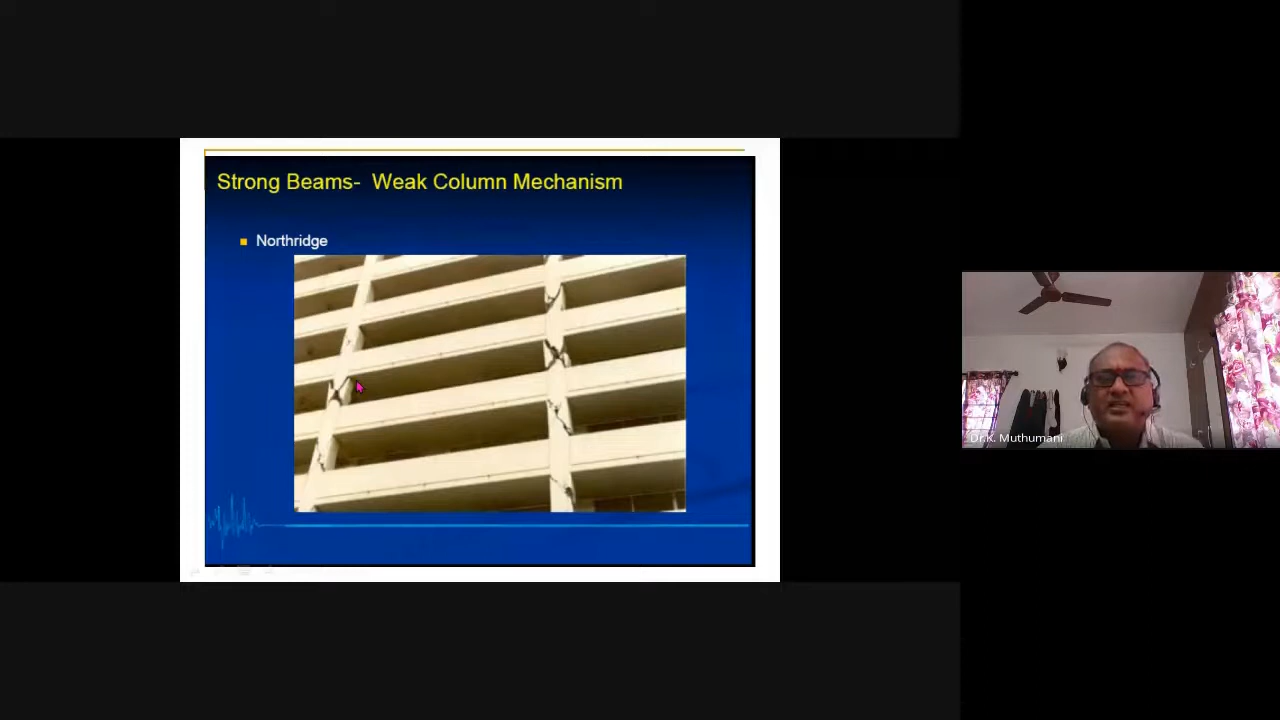 Strong Beams-  Weak Column Mechanism
Northridge
Dr.K. Muthumani